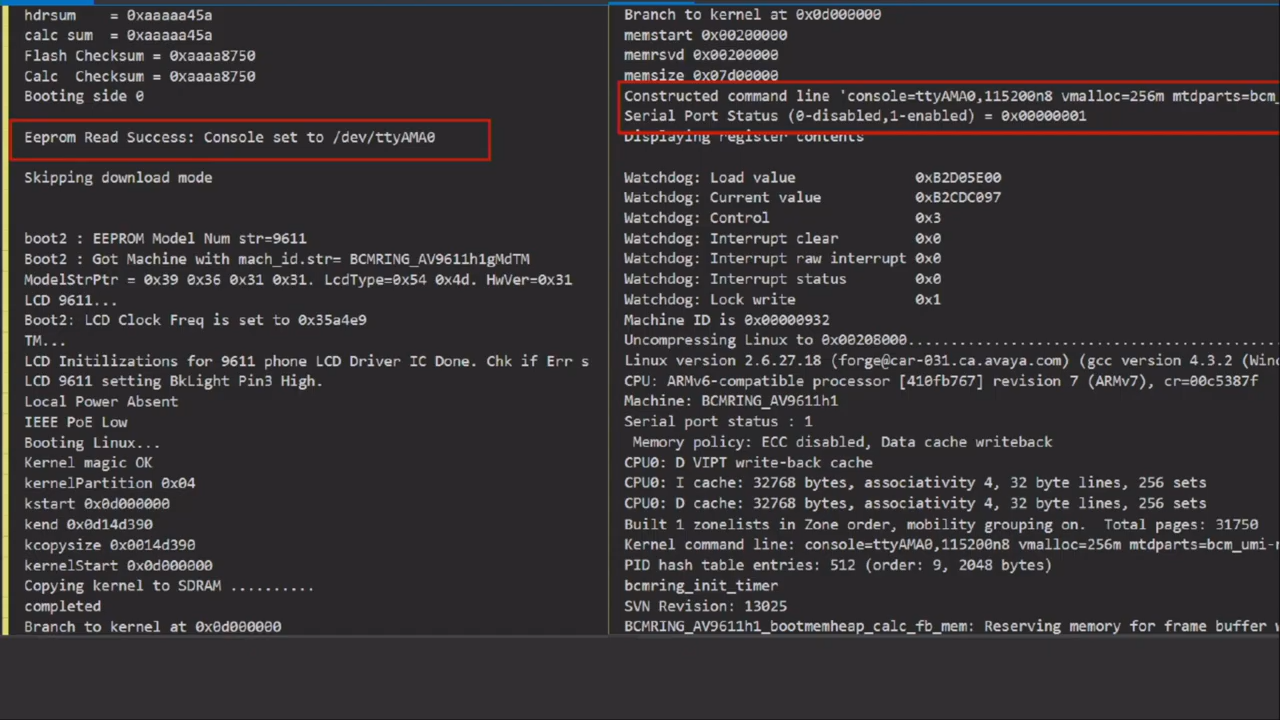 hdrsum    = 0xaaaaa45a
calc sum  = 0xaaaaa45a
Flash Checksum = 0xaaaa8750
Calc  Checksum = 0xaaaa8750
Booting side 0
Eeprom Read Success: Console set to /dev/ttyAMA0
Skipping download mode
boot2 : EEPROM Model Num str=9611
Boot2 : Got Machine with mach_id.str= BCMRING_AV9611h1gMdTM
ModelStrPtr = 0x39 0x36 0x31 0x31. LcdType=0x54 0x4d. HwVer=0x31
LCD 9611...
Boot2: LCD Clock Freq is set to 0x35a4e9
TM...
LCD Initilizations for 9611 phone LCD Driver IC Done. Chk if Err s
LCD 9611 setting BkLight Pin3 High.
Local Power Absent
IEEE PoE Low
Booting Linux...
Kernel magic OK
kernelPartition 0x04
kstart 0x0d000000
kend 0x0d14d390
kcopysize 0x0014d390
kernelStart 0x0d000000
Copying kernel to SDRAM ..........
completed
Branch to kernel at 0x0d000000
Branch to kernel at 0x0d000000
memstart 0x00200000
memrsvd 0x00200000
memsize 0x07d00000
Constructed command line 'console=ttyAMA0,115200n8 vmalloc=256m mtdparts=bcm_
Serial Port Status (0-disabled,1-enabled) = 0x00000001
Displaying register contents
Watchdog: Load value              0xB2D05E00
Watchdog: Current value           0xB2CDC097
Watchdog: Control                 0x3
Watchdog: Interrupt clear         0x0
Watchdog: Interrupt raw interrupt 0x0
Watchdog: Interrupt status        0x0
Watchdog: Lock write              0x1
Machine ID is 0x00000932
Uncompressing Linux to 0x00208000...........................................
Linux version 2.6.27.18 (forge@car-031.ca.avaya.com) (gcc version 4.3.2 (Wind
CPU: ARMv6-compatible processor [410fb767] revision 7 (ARMv7), cr=00c5387f
Machine: BCMRING_AV9611h1
Serial port status : 1
Memory policy: ECC disabled, Data cache writeback
CPU0: D VIPT write-back cache
CPU0: I cache: 32768 bytes, associativity 4, 32 byte lines, 256 sets
CPU0: D cache: 32768 bytes, associativity 4, 32 byte lines, 256 sets
Built 1 zonelists in Zone order, mobility grouping on.  Total pages: 31750
Kernel command line: console=ttyAMA0,115200n8 vmalloc=256m mtdparts=bcm_umi-n
PID hash table entries: 512 (order: 9, 2048 bytes)
bcmring_init_timer
SVN Revision: 13025
BCMRING_AV9611h1_bootmemheap_calc_fb_mem: Reserving memory for frame buffer